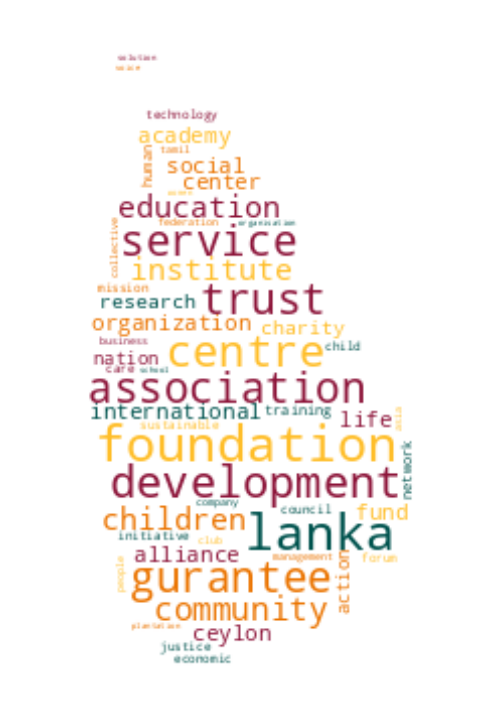 solution
voice
technology
academy
human
tamil
social
center
education
federation
organisation
collective
service
institute
mission
research
trust
organization
charity
business
centre
child
nation
care
school
association
international
training
life
asia
sustainable
foundation
network
development
company
children
council
fund
lanka
initiative
club
alliance
management
forum
people
gurantee
action
community
plantation
ceylon
justice
economic